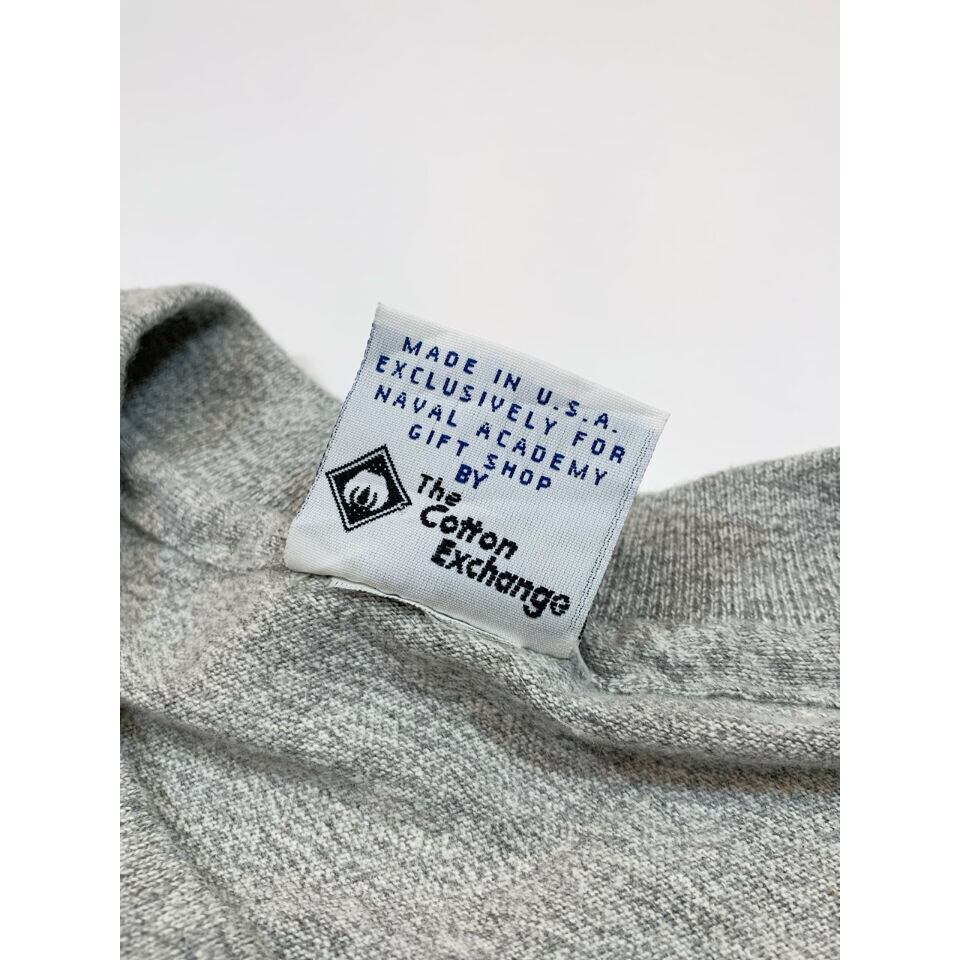 MADE IN U.S.A.
EXCLUSIVELY FOR
NAVAL ACADEMY
GIFT SHOP
BY
The
Cotton
Exchange